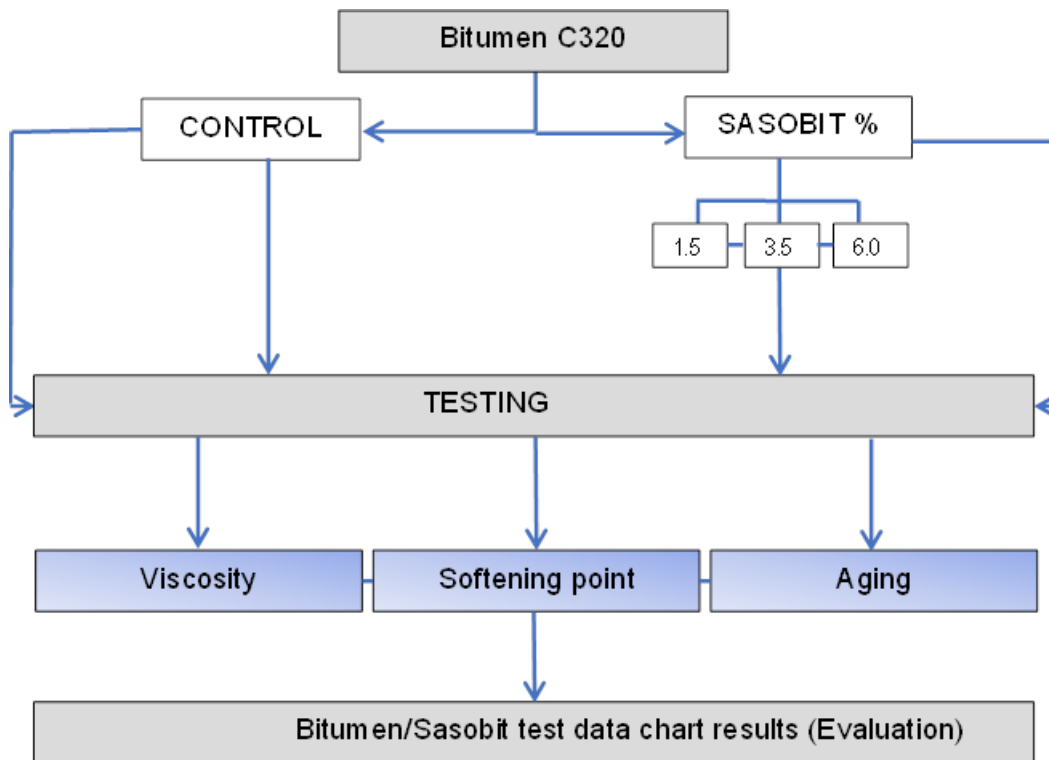 Bitumen C320
CONTROL
SASOBIT %
1.5
3.5
6.0
TESTING
Viscosity
Softening point
Aging
Bitumen/Sasobit test data chart results (Evaluation)